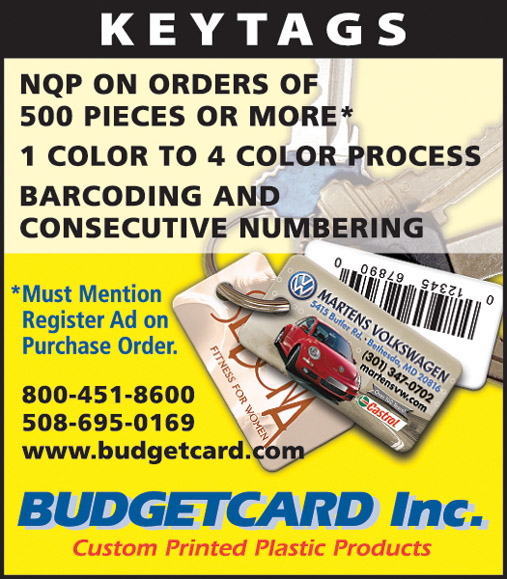 KEYTAGS
NQP ON ORDERS OF
500 PIECES OR MORE*
1 COLOR TO 4 COLOR PROCESS
BARCODING AND
CONSECUTIVE NUMBERING
*Must Mention
Register Ad on
Purchase Order.
800-451-8600
508-695-0169
www.budgetcard.com
FITNESS FOR WOMEN
MARTENS VOLKSWAGEN
5415 Butler Rd. · Bethesda, MD 20816
(301) 347-0702
martensvw.com
Castrol
0 12345 67890 0
BUDGETCARD Inc.
Custom Printed Plastic Products